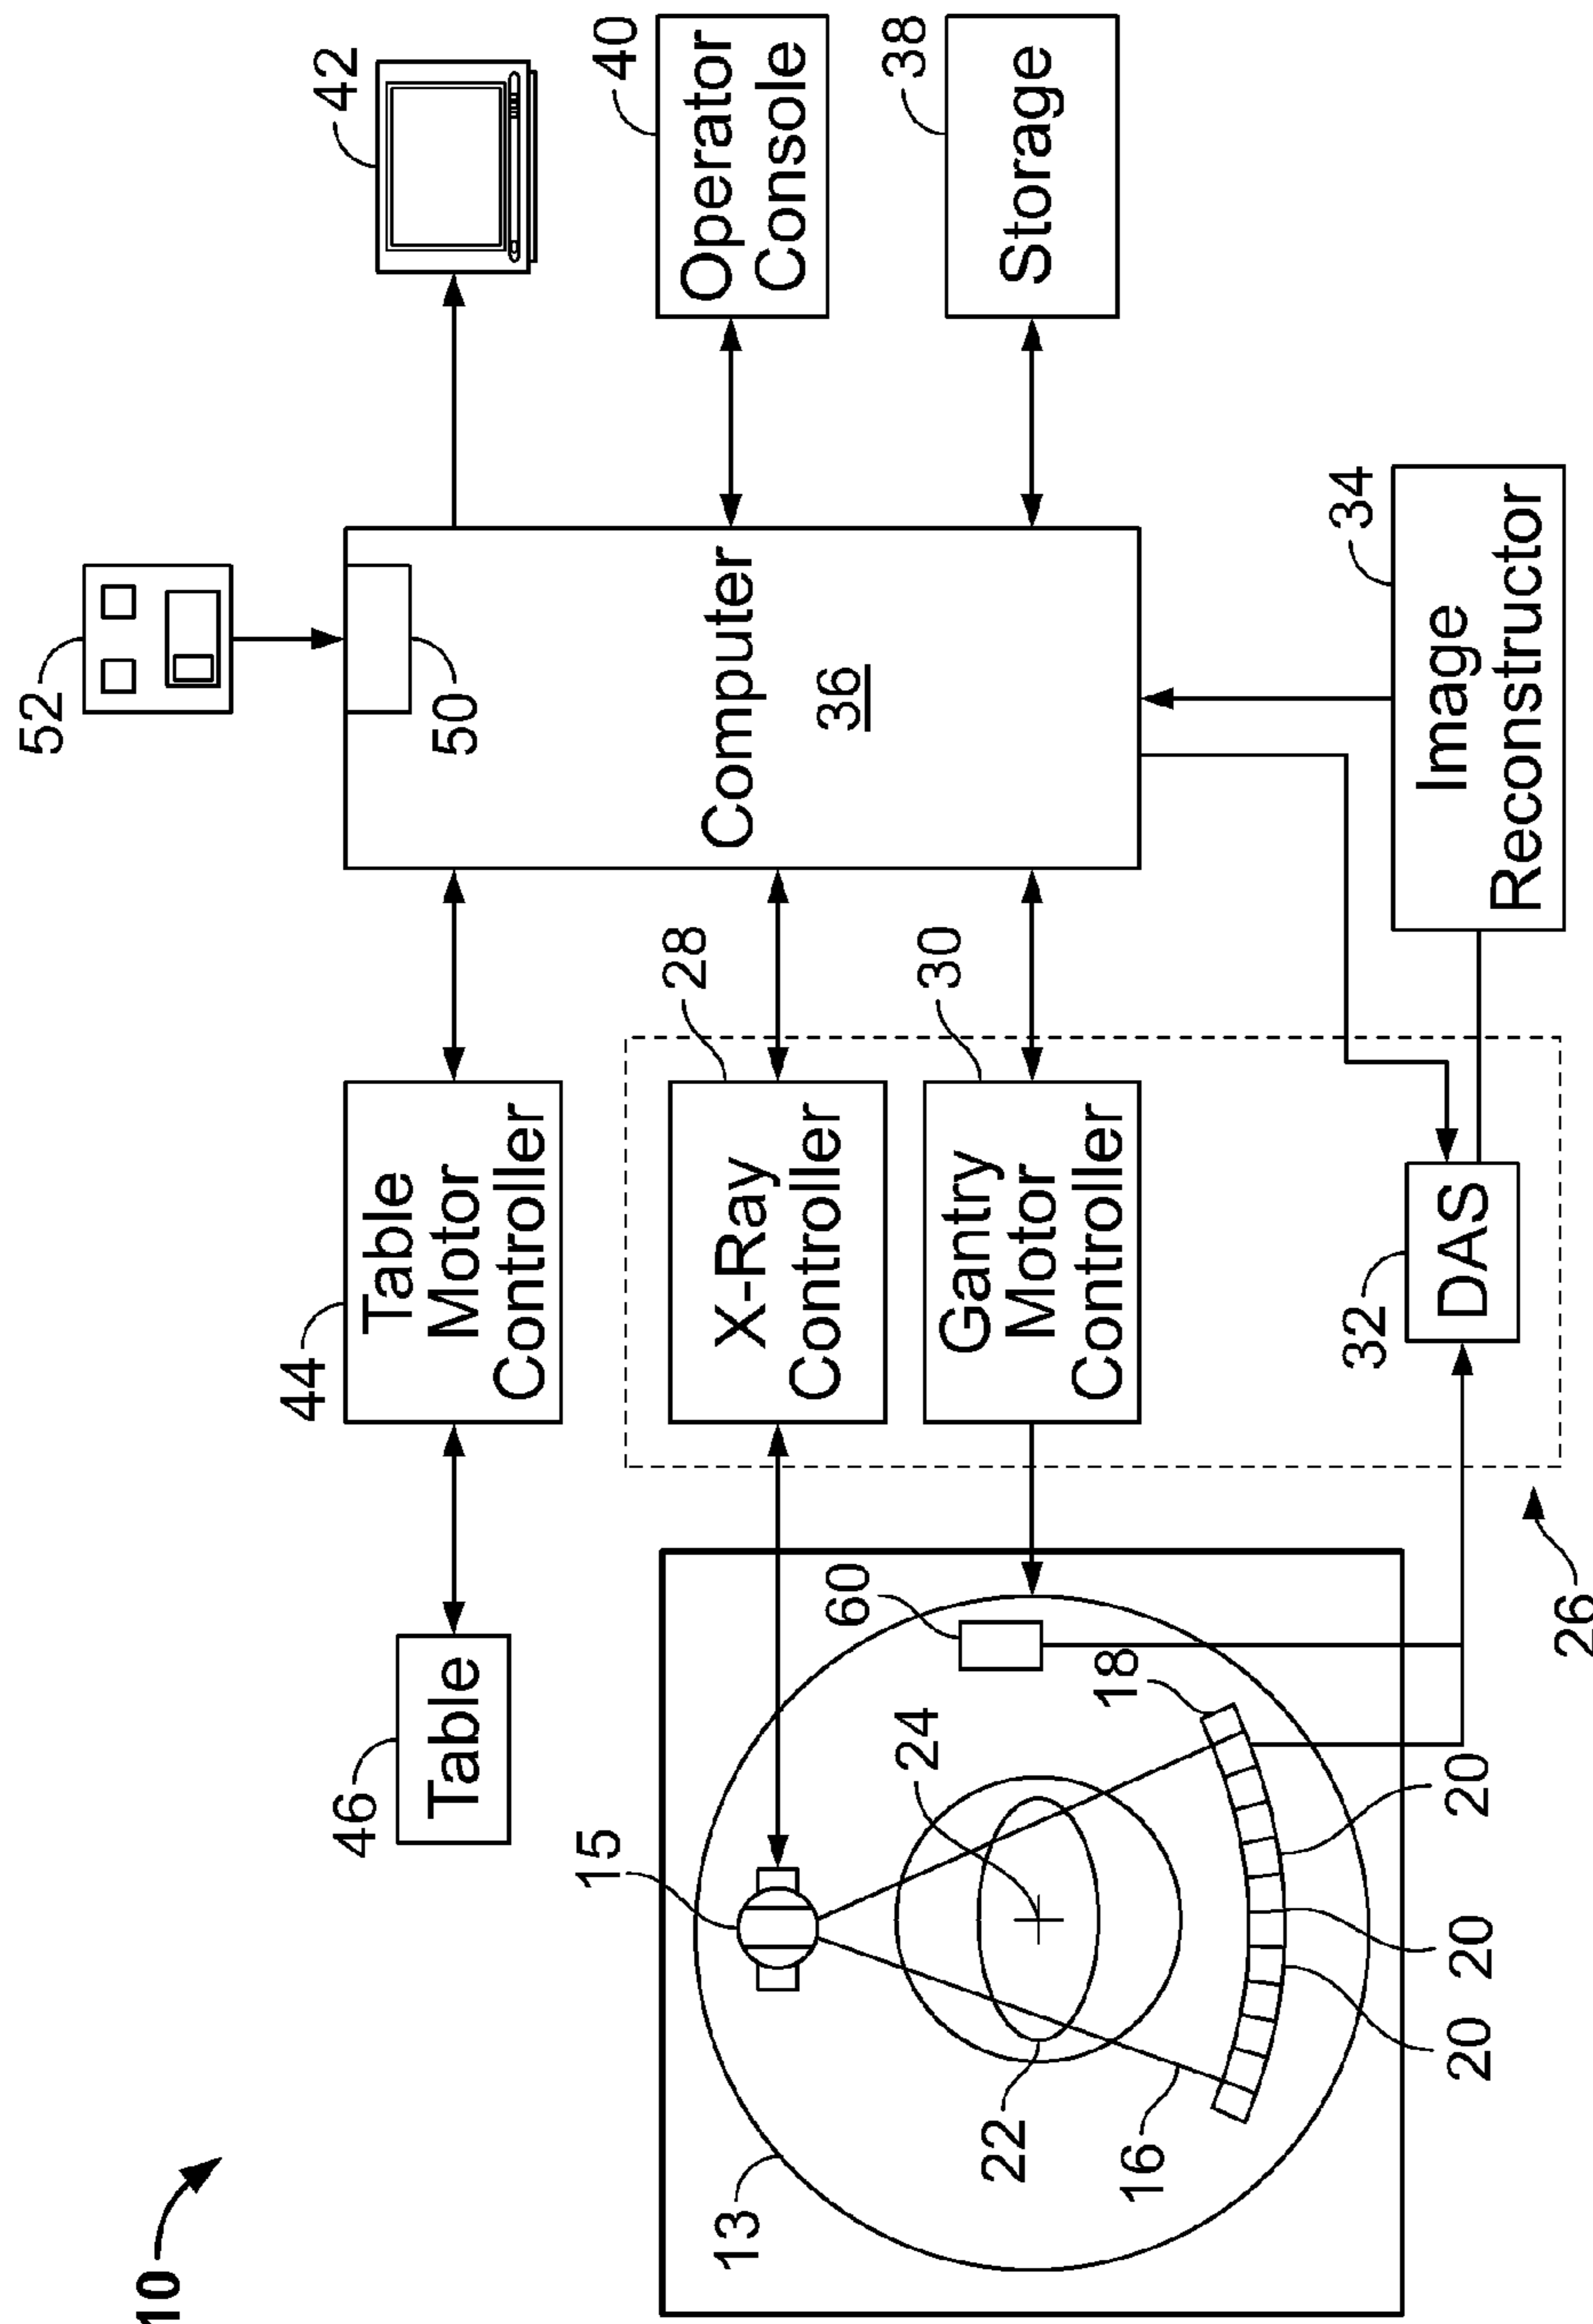 10
52
42
50
44
Table
Motor
Controller
46
Table
Computer
36
40
Operator
Console
28
X-Ray
Controller
15
38
Storage
30
Gantry
Motor
Controller
13
60
24
18
22
16
34
Image
Reconstructor
32
DAS
20
20
20
26